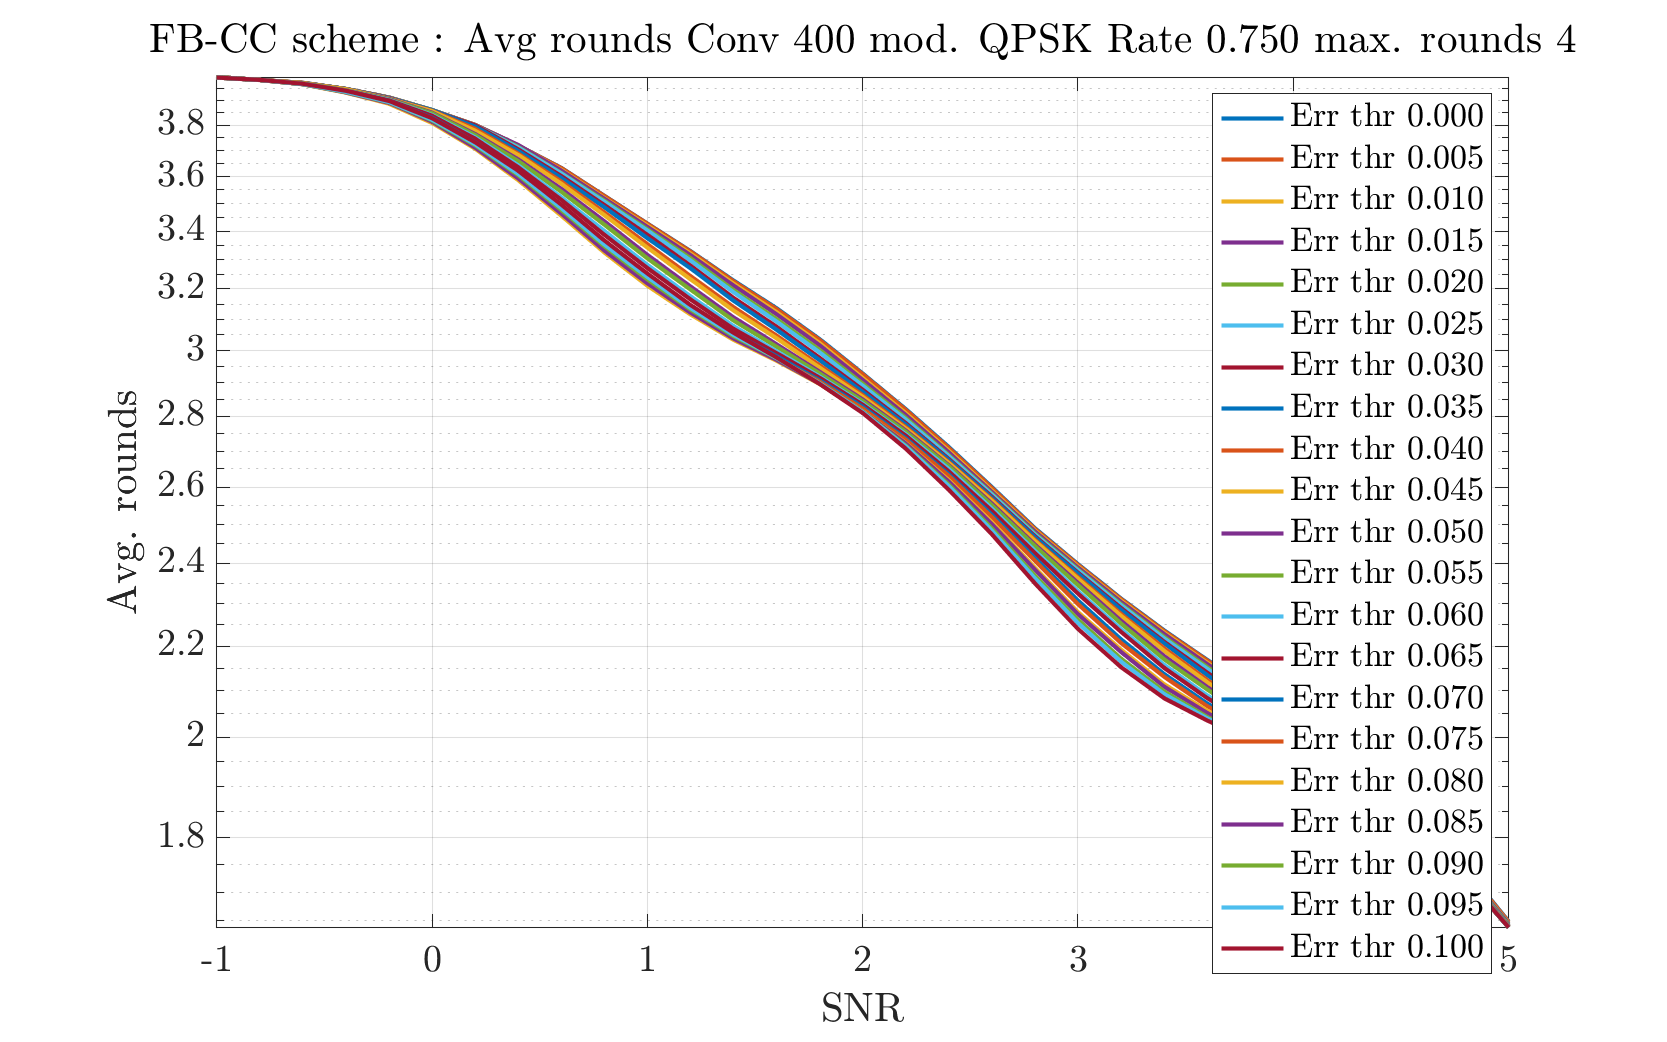 FB-CC scheme : Avg rounds Conv 400 mod. QPSK Rate 0.750 max. rounds 4
3.8
3.6
3.4
3.2
3
2.8
2.6
2.4
2.2
2
1.8
Avg. rounds
-1
0
1
2
3
5
SNR
Err thr 0.000
Err thr 0.005
Err thr 0.010
Err thr 0.015
Err thr 0.020
Err thr 0.025
Err thr 0.030
Err thr 0.035
Err thr 0.040
Err thr 0.045
Err thr 0.050
Err thr 0.055
Err thr 0.060
Err thr 0.065
Err thr 0.070
Err thr 0.075
Err thr 0.080
Err thr 0.085
Err thr 0.090
Err thr 0.095
Err thr 0.100